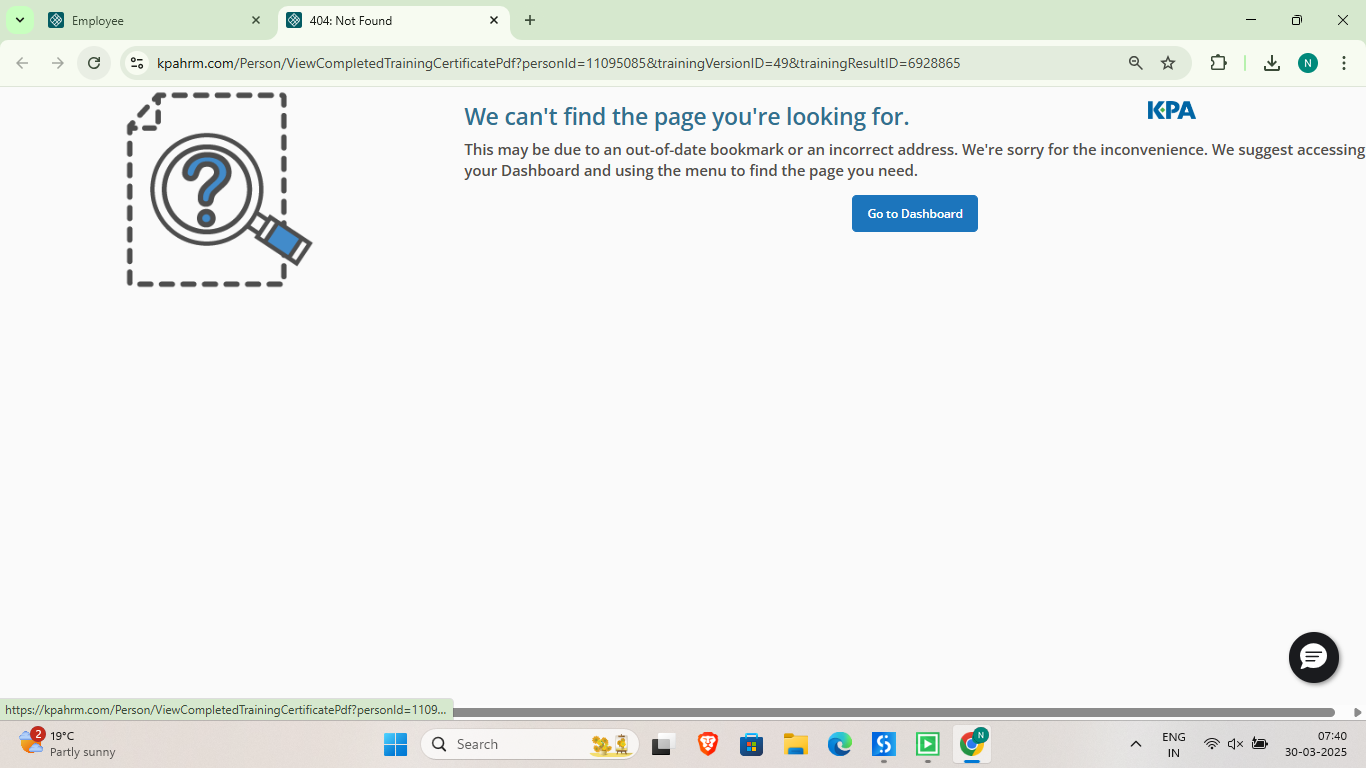 Employee
404: Not Found
kpahrm.com/Person/ViewCompletedTrainingCertificatePdf?personId=11095085&trainingVersionID=49&trainingResultID=6928865
N
We can't find the page you're looking for.
KPA
This may be due to an out-of-date bookmark or an incorrect address. We're sorry for the inconvenience. We suggest accessing
your Dashboard and using the menu to find the page you need.
Go to Dashboard
https://kpahrm.com/Person/ViewCompletedTrainingCertificatePdf?personId=1109...
2
19°C
Partly sunny
Search
N
ENG
IN
07:40
30-03-2025